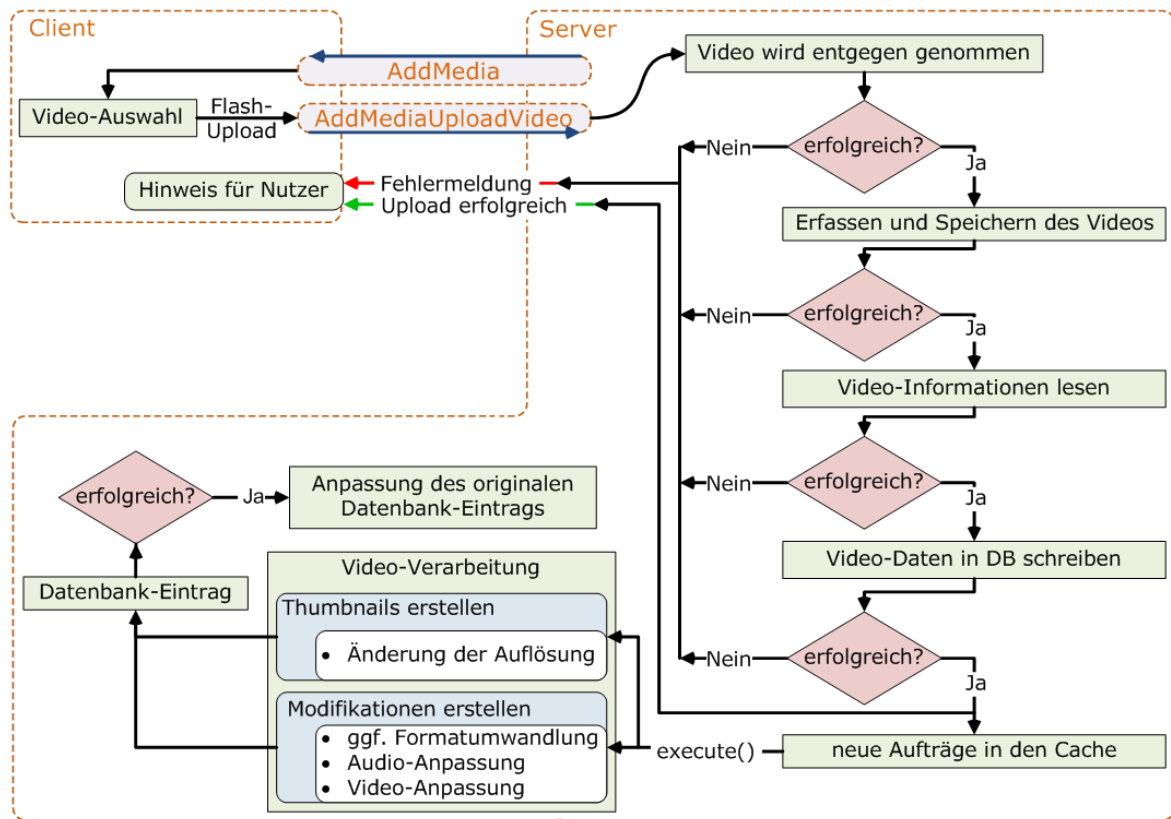 Client
Server
AddMedia
Video wird entgegen genommen
Video-Auswahl
Flash-
Upload
AddMediaUploadVideo
erfolgreich?
Nein
Ja
Hinweis für Nutzer
Fehlermeldung
Upload erfolgreich
Erfassen und Speichern des Videos
erfolgreich?
Nein
Ja
Video-Informationen lesen
erfolgreich?
Nein
Ja
Video-Daten in DB schreiben
erfolgreich?
Nein
Ja
neue Aufträge in den Cache
execute()
Video-Verarbeitung
Thumbnails erstellen
• Änderung der Auflösung
Modifikationen erstellen
• ggf. Formatumwandlung
• Audio-Anpassung
• Video-Anpassung
Datenbank-Eintrag
erfolgreich?
Ja
Anpassung des originalen
Datenbank-Eintrags